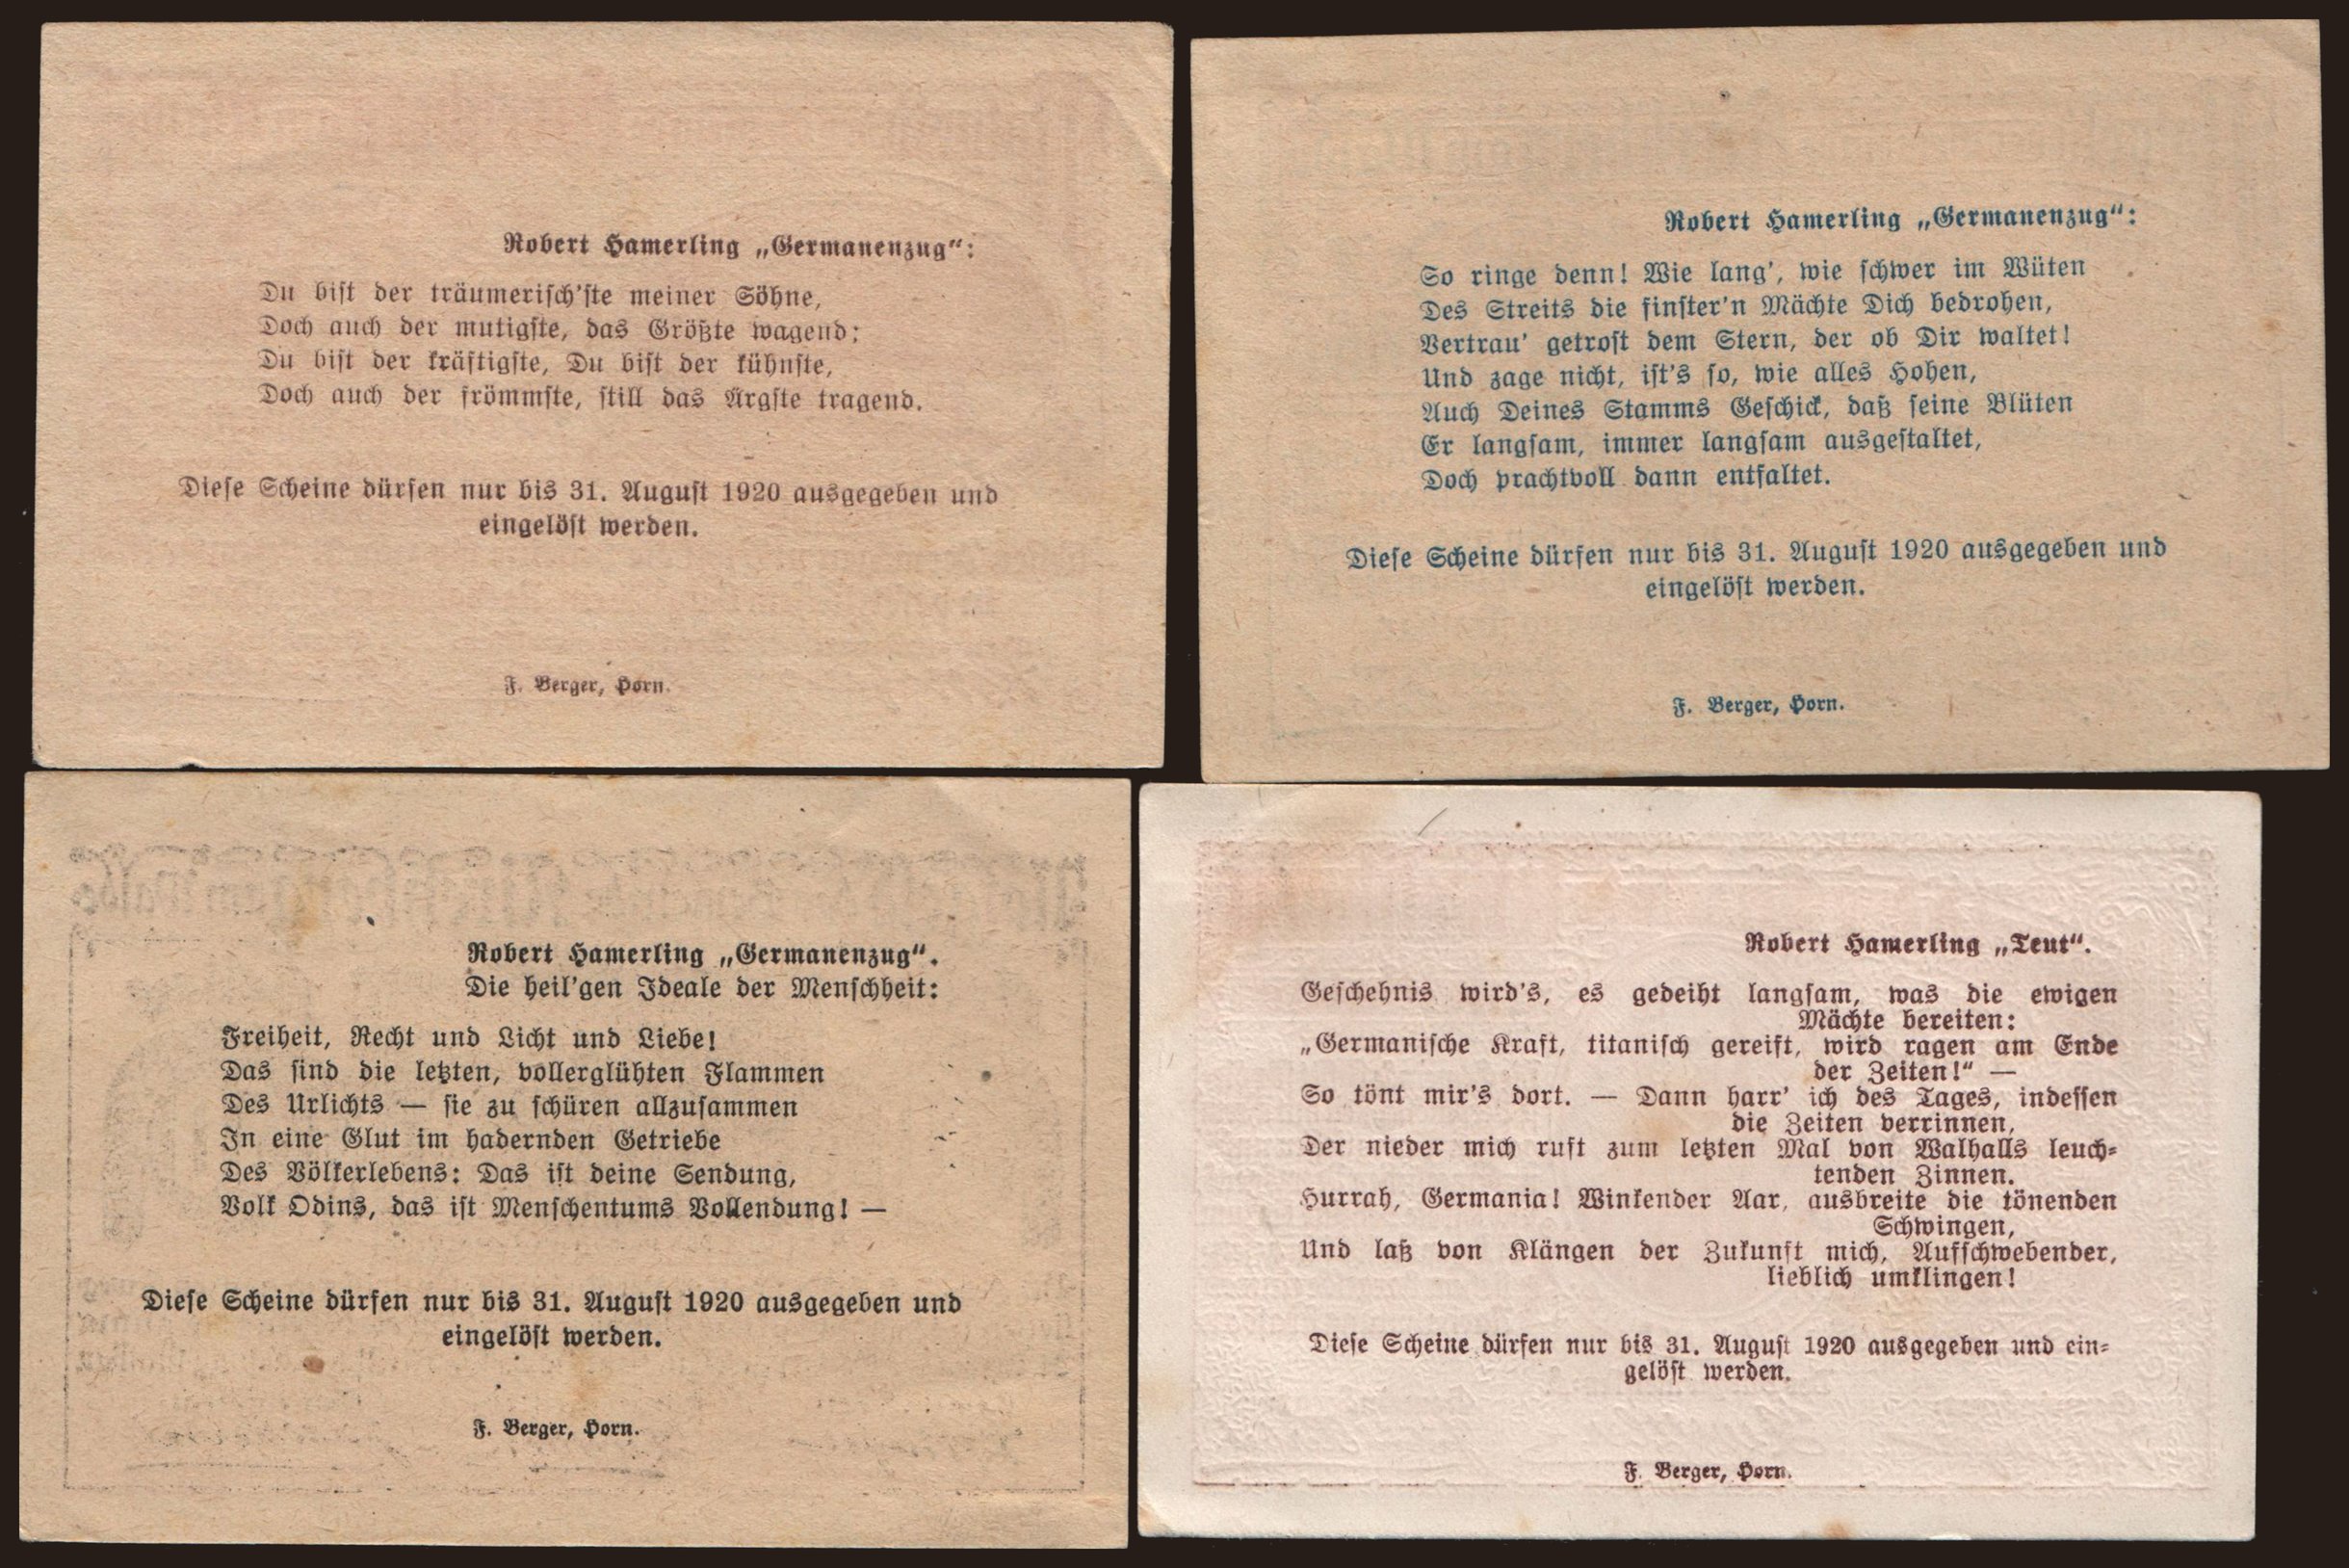 Robert Hamerling „Germanenzug“:
Du bist der träumerisch'ste meiner Söhne,
Doch auch der mutigste, das Größte wagend;
Du bist der kräftigste, Du bist der kühnste,
Doch auch der frömmste, still das Ärgste tragend.
Diese Scheine dürfen nur bis 31. August 1920 ausgegeben und
eingelöst werden.
F. Berger, Horn.
Robert Hamerling „Germanenzug“:
So ringe denn! Wie lang', wie schwer im Wüten
Des Streits die finster'n Mächte Dich bedrohen,
Vertrau' getrost dem Stern, der ob Dir waltet!
Und zage nicht, ist's so, wie alles Hohen,
Auch Deines Stamms Geschick, daß seine Blüten
Er langsam, immer langsam ausgestaltet,
Doch prachtvoll dann entfaltet.
Diese Scheine dürfen nur bis 31. August 1920 ausgegeben und
eingelöst werden.
F. Berger, Horn.
Robert Hamerling „Germanenzug“.
Die heil'gen Ideale der Menschheit:
Freiheit, Recht und Licht und Liebe!
Das sind die letzten, vollerglühten Flammen
Des Urlichts — sie zu schüren allzusammen
In eine Glut im hadernden Getriebe
Des Völkerlebens: Das ist deine Sendung,
Volk Odins, das ist Menschentums Vollendung! —
Diese Scheine dürfen nur bis 31. August 1920 ausgegeben und
eingelöst werden.
F. Berger, Horn.
Robert Hamerling „Teut“.
Geschehnis wird's, es gedeiht langsam, was die ewigen
Mächte bereiten:
„Germanische Kraft, titanisch gereift, wird ragen am Ende
der Zeiten!“ —
So tönt mir's dort. — Dann harr' ich des Tages, indessen
die Zeiten verrinnen,
Der nieder mich ruft zum letzten Mal von Walhalls leuch-
tenden Zinnen.
Hurrah, Germania! Winkender Aar, ausbreite die tönenden
Schwingen,
Und laß von Klängen der Zukunft mich, Aufschwebender,
lieblich umklingen!
Diese Scheine dürfen nur bis 31. August 1920 ausgegeben und ein-
gelöst werden.
F. Berger, Horn.